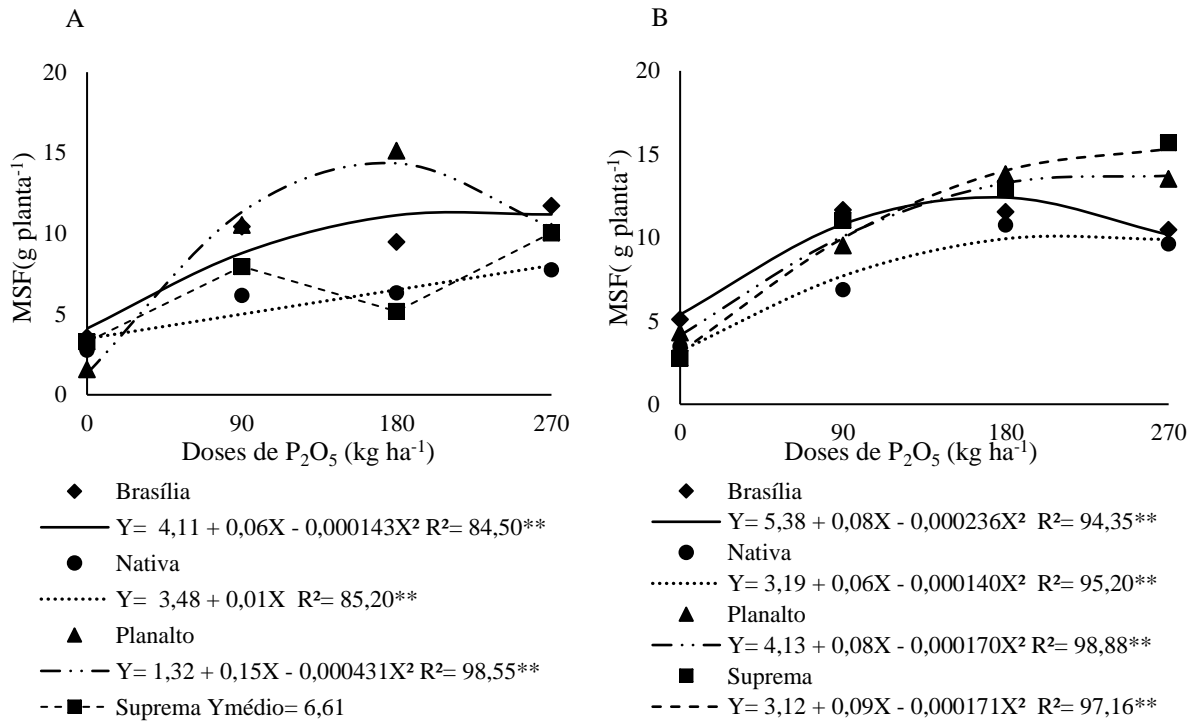 A
20
15
10
5
0
MSF(g planta⁻¹)
0 90 180 270
Doses de P₂O₅ (kg ha⁻¹)
Brasília
Y= 4,11 + 0,06X - 0,000143X² R²= 84,50**
Nativa
Y= 3,48 + 0,01X R²= 85,20**
Planalto
Y= 1,32 + 0,15X - 0,000431X² R²= 98,55**
Suprema Ymédio= 6,61
B
20
15
10
5
0
MSF( g planta⁻¹)
0 90 180 270
Doses de P₂O₅ (kg ha⁻¹)
Brasília
Y= 5,38 + 0,08X - 0,000236X² R²= 94,35**
Nativa
Y= 3,19 + 0,06X - 0,000140X² R²= 95,20**
Planalto
Y= 4,13 + 0,08X - 0,000170X² R²= 98,88**
Suprema
Y= 3,12 + 0,09X - 0,000171X² R²= 97,16**